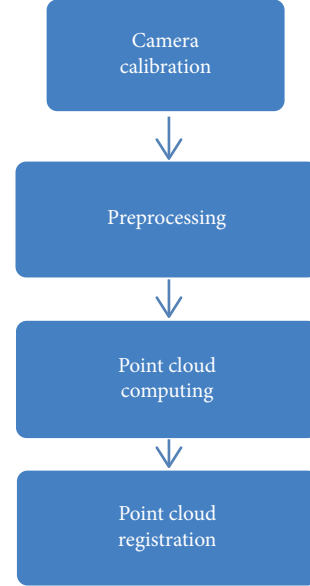 Camera
calibration
Preprocessing
Point cloud
computing
Point cloud
registration